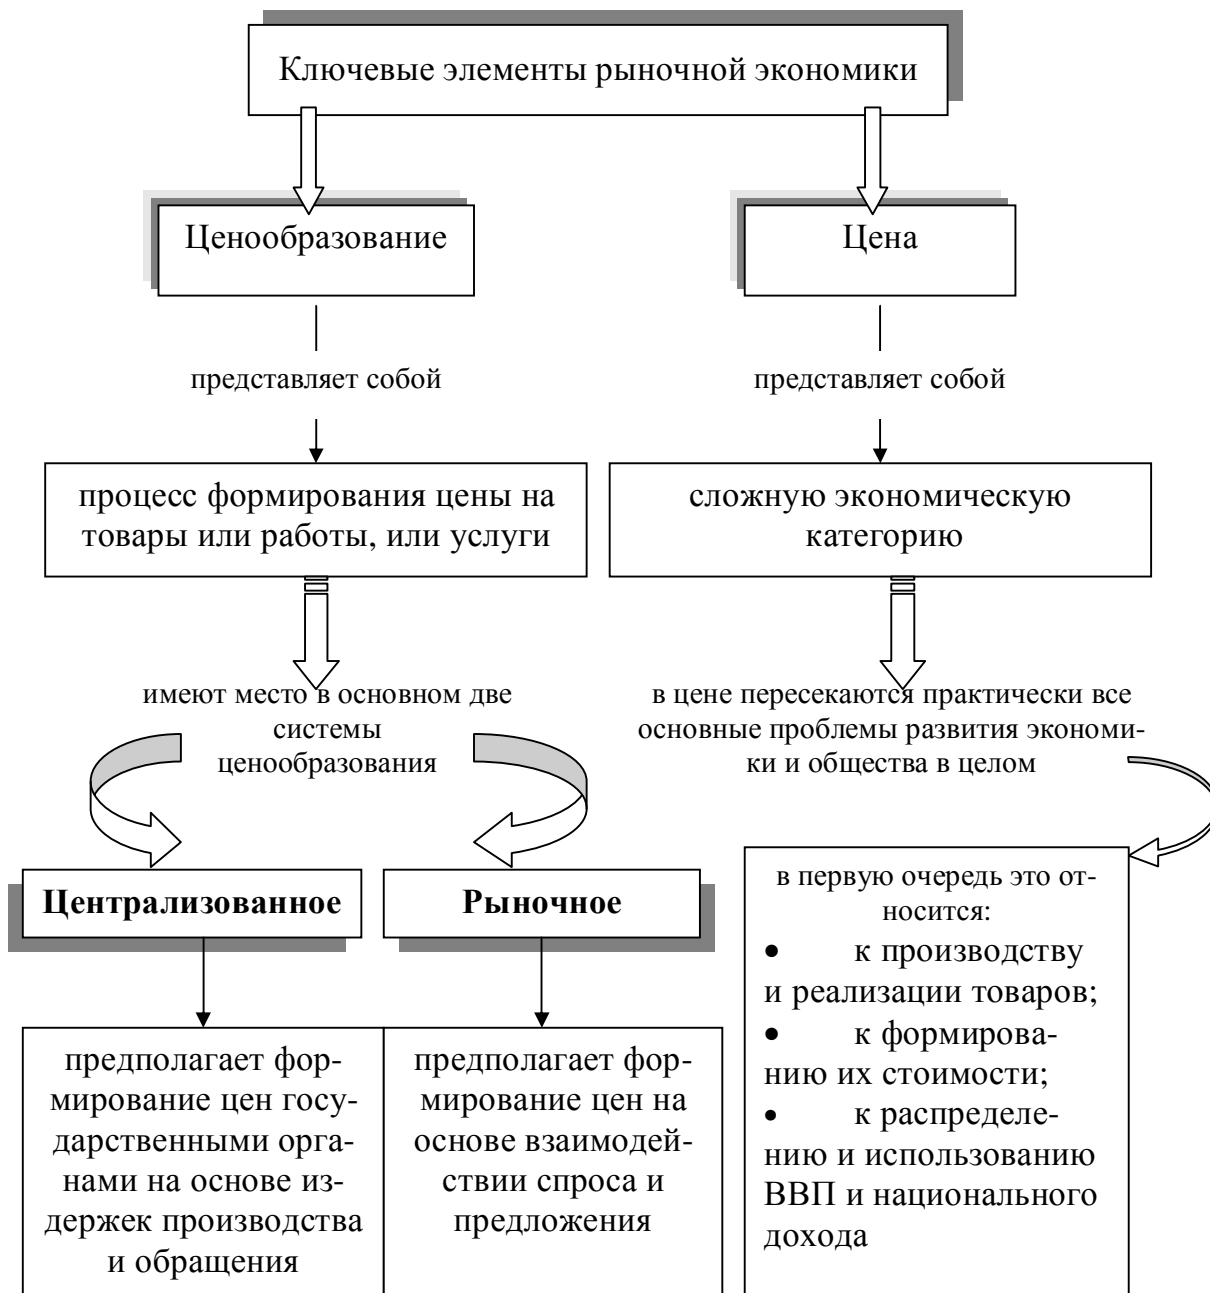 Ключевые элементы рыночной экономики
Ценообразование
Цена
представляет собой
представляет собой
процесс формирования цены на
товары или работы, или услуги
сложную экономическую
категорию
имеют место в основном две
системы
ценообразования
в цене пересекаются практически все
основные проблемы развития экономи-
ки и общества в целом
Централизованное
Рыночное
предполагает фор-
мирование цен госу-
дарственными орга-
нами на основе из-
держек производства
и обращения
предполагает фор-
мирование цен на
основе взаимодей-
ствии спроса и
предложения
в первую очередь это от-
носится:
• к производству
и реализации товаров;
• к формирова-
нию их стоимости;
• к распределе-
нию и использованию
ВВП и национального
дохода